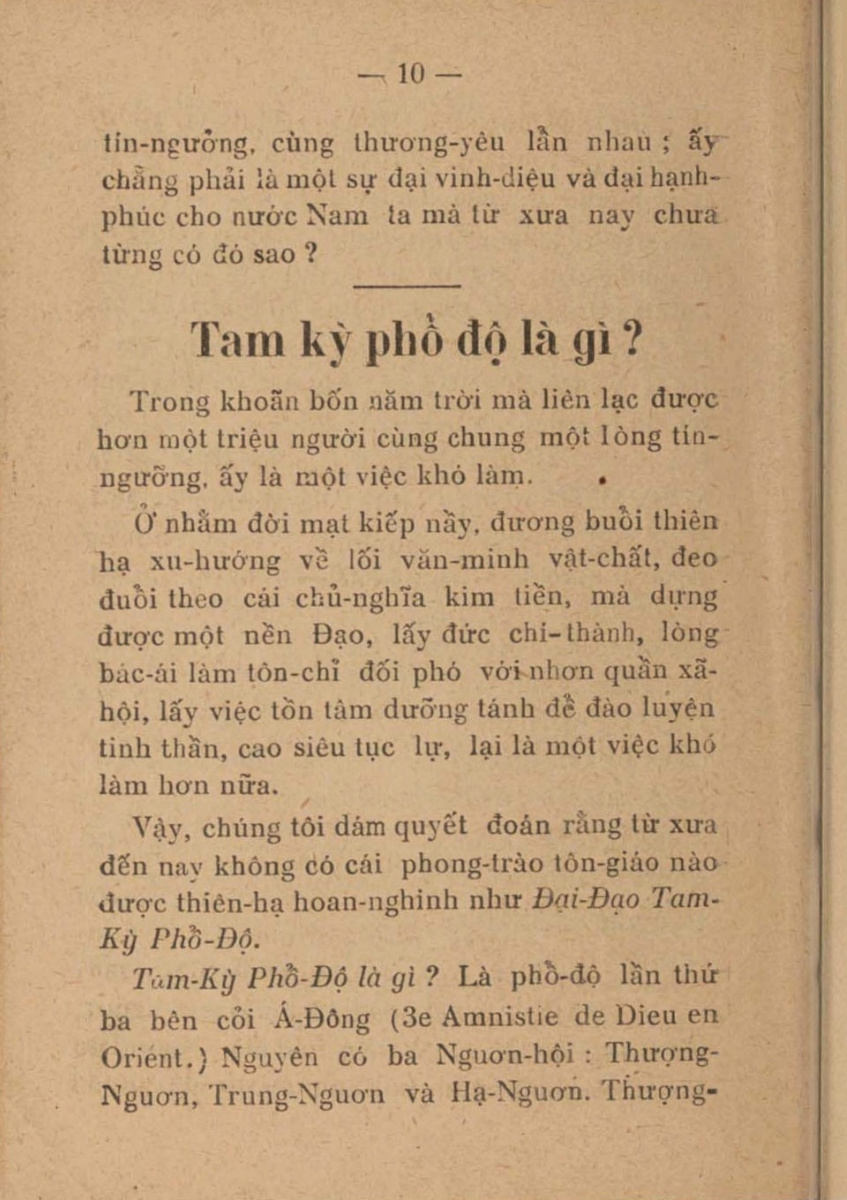 — 10 —
tín-ngưởng, cùng thương-yêu lẫn nhau ; ấy
chẳng phải là một sự đại vinh-diệu và đại hạnh-
phúc cho nước Nam ta mà từ xưa nay chưa
từng có đó sao ?
Tam kỳ phổ độ là gì ?
Trong khoãn bốn năm trời mà liên lạc được
hơn một triệu người cùng chung một lòng tín-
ngưỡng, ấy là một việc khó làm.
Ở nhằm đời mạt kiếp nầy, đương buổi thiên
hạ xu-hướng về lối văn-minh vật-chất, đeo
đuổi theo cái chủ-nghĩa kim tiền, mà dựng
được một nền Đạo, lấy đức chí-thành, lòng
bác-ái làm tôn-chỉ đối phó với nhơn quần xã-
hội, lấy việc tồn tâm dưỡng tánh để đào luyện
tinh thần, cao siêu tục lự, lại là một việc khó
làm hơn nữa.
Vậy, chúng tôi dám quyết đoán rằng từ xưa
đến nay không có cái phong-trào tôn-giáo nào
được thiên-hạ hoan-nghinh như Đại-Đạo Tam-
Kỳ Phổ-Độ.
Tam-Kỳ Phổ-Độ là gì ? Là phổ-độ lần thứ
ba bên cỏi Á-Đông (3e Amnistie de Dieu en
Orient.) Nguyên có ba Nguơn-hội : Thượng-
Nguơn, Trung-Nguơn và Hạ-Nguơn. Thượng-